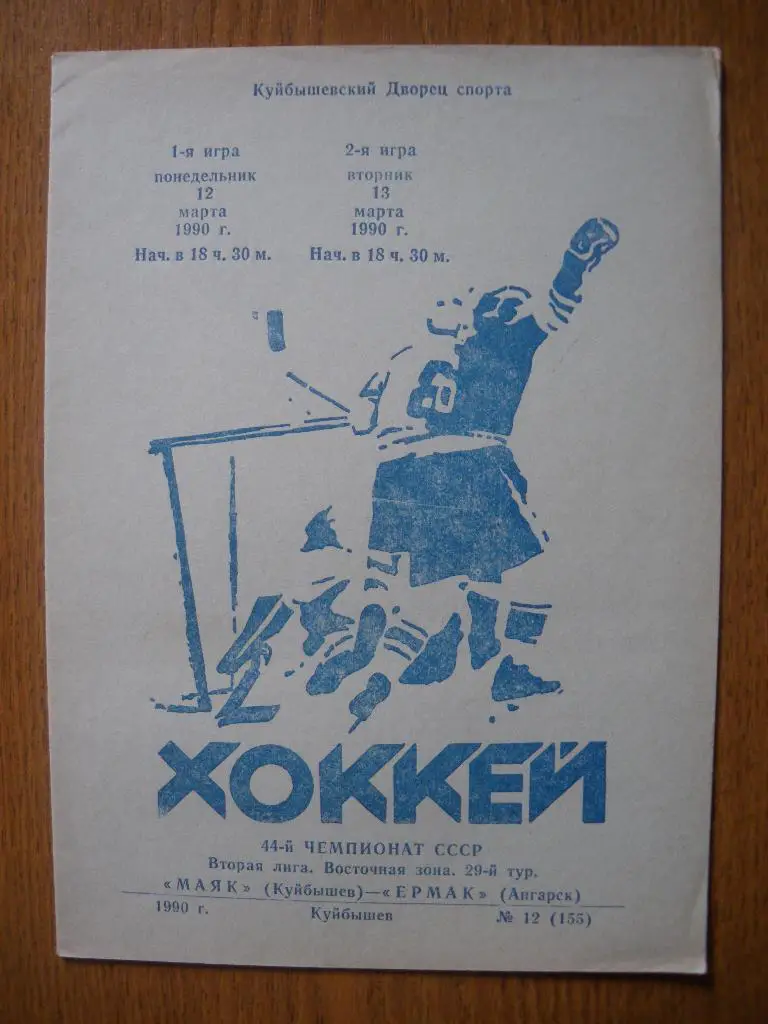 Куйбышевский Дворец спорта
1-я игра
понедельник
12
марта
1990 г.
Нач. в 18 ч. 30 м.
2-я игра
вторник
13
марта
1990 г.
Нач. в 18 ч. 30 м.
ХОККЕЙ
44-й ЧЕМПИОНАТ СССР
Вторая лига. Восточная зона. 29-й тур.
«МАЯК» (Куйбышев)—«ЕРМАК» (Ангарск)
1990 г. Куйбышев № 12 (155)